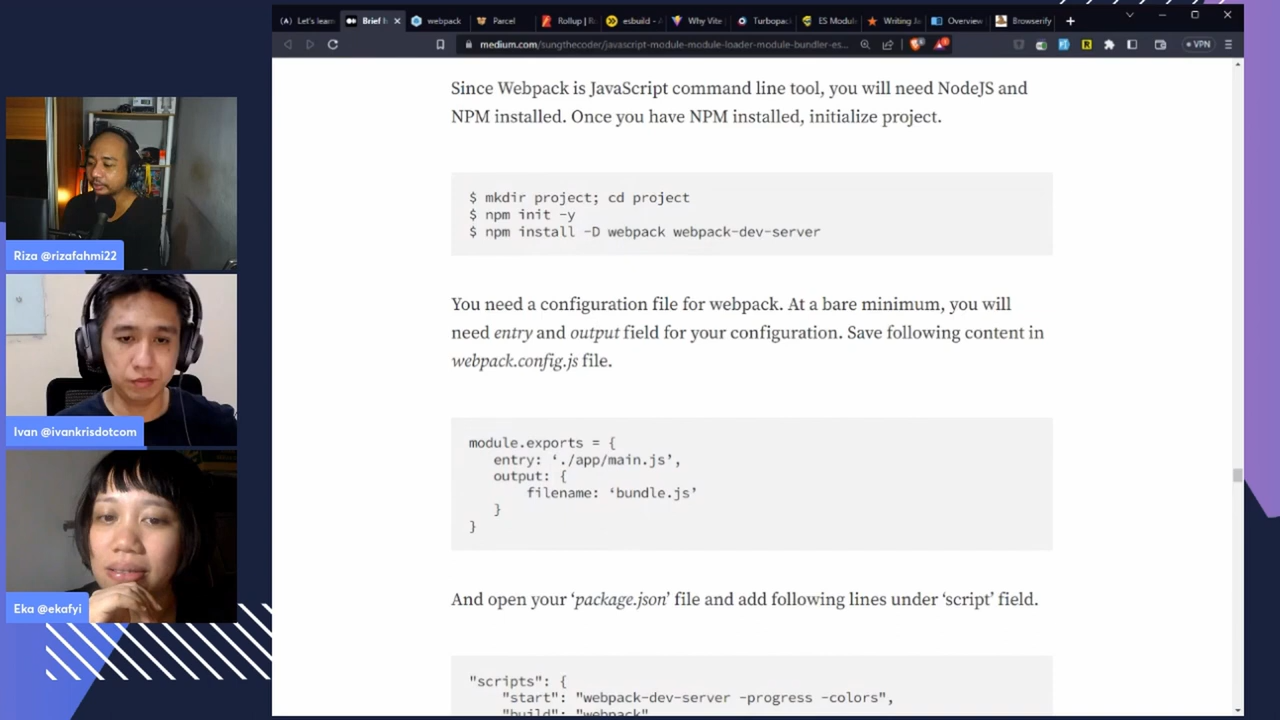 Let's learn
Brief h
webpack
Parcel
Rollup | R
esbuild - A
Why Vite
Turbopac
ES Modul
Writing Ja
Overview
Browserify
medium.com/sungthecoder/javascript-module-module-loader-module-bundler-es...
VPN
Since Webpack is JavaScript command line tool, you will need NodeJS and
NPM installed. Once you have NPM installed, initialize project.
$ mkdir project; cd project
$ npm init -y
$ npm install -D webpack webpack-dev-server
You need a configuration file for webpack. At a bare minimum, you will
need entry and output field for your configuration. Save following content in
webpack.config.js file.
module.exports = {
entry: ‘./app/main.js’,
output: {
filename: ‘bundle.js’
}
}
And open your ‘package.json’ file and add following lines under ‘script’ field.
"scripts": {
"start": "webpack-dev-server -progress -colors",
"build": "webpack"
Riza @rizafahmi22
Ivan @ivankrisdotcom
Eka @ekafyi